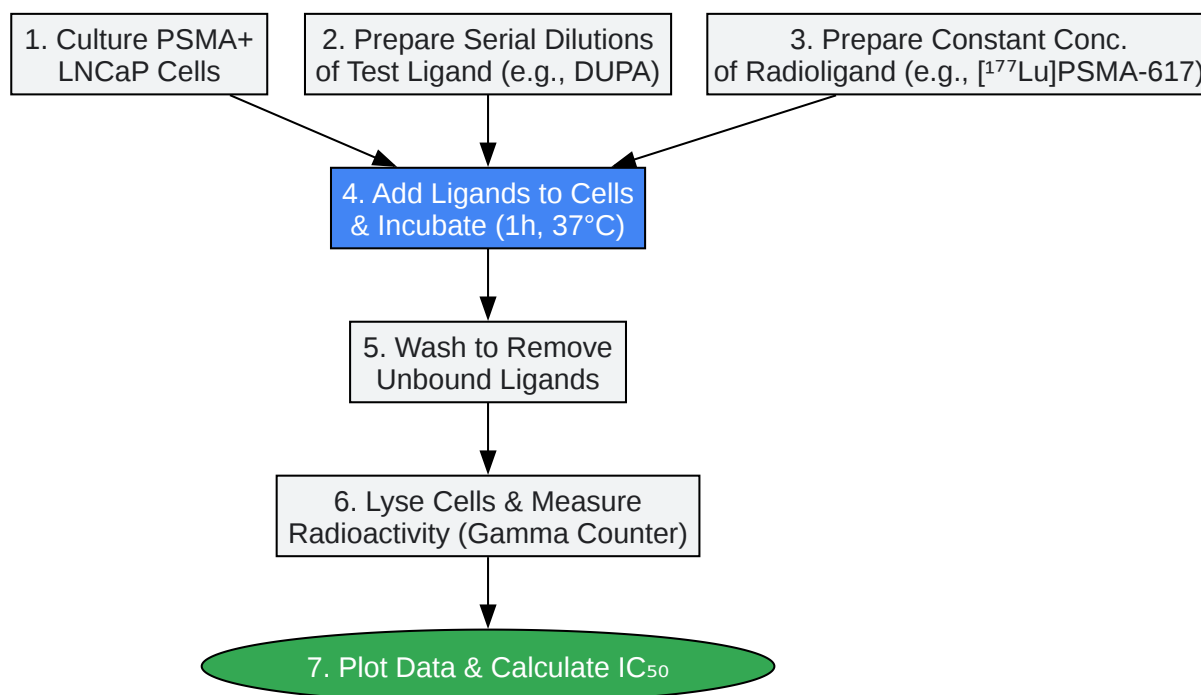 1. Culture PSMA+
LNCaP Cells
2. Prepare Serial Dilutions
of Test Ligand (e.g., DUPA)
3. Prepare Constant Conc.
of Radioligand (e.g., [¹⁷⁷Lu]PSMA-617)
4. Add Ligands to Cells
& Incubate (1h, 37°C)
5. Wash to Remove
Unbound Ligands
6. Lyse Cells & Measure
Radioactivity (Gamma Counter)
7. Plot Data & Calculate IC₅₀